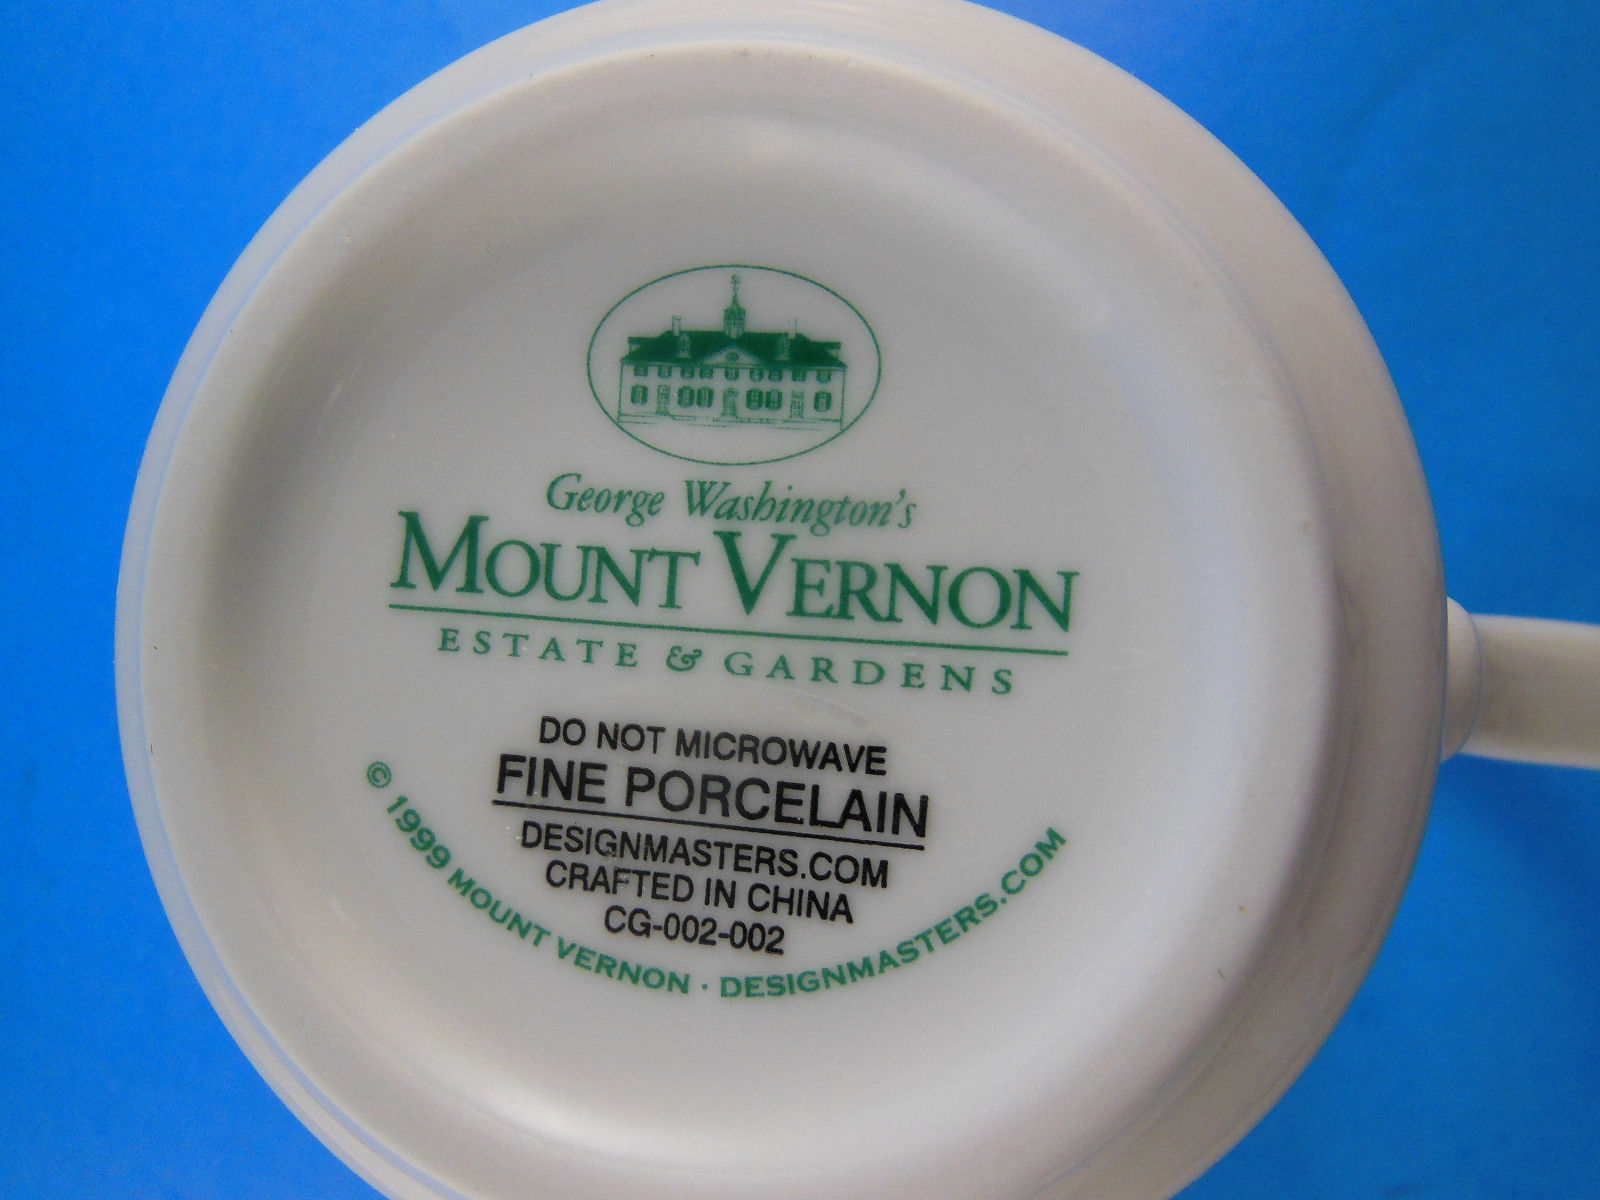 George Washington's
MOUNT VERNON
ESTATE & GARDENS
DO NOT MICROWAVE
FINE PORCELAIN
DESIGNMASTERS.COM
CRAFTED IN CHINA
CG-002-002
© 1999 MOUNT VERNON · DESIGNMASTERS.COM